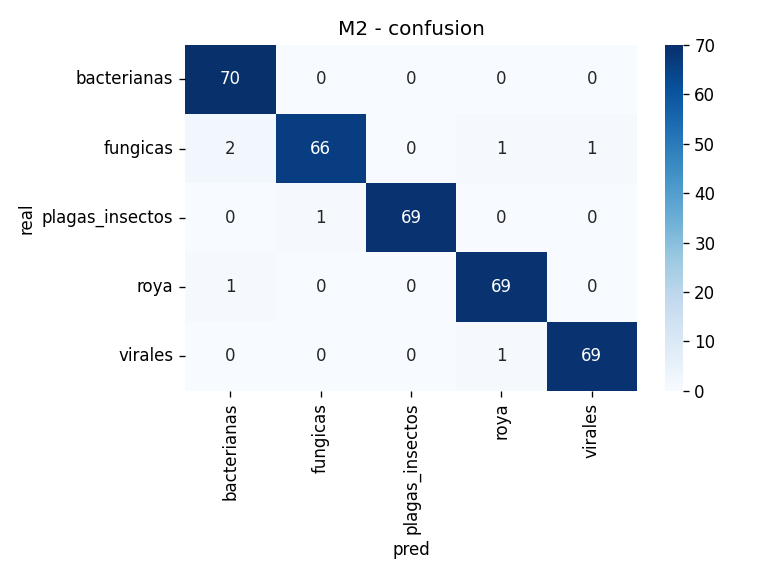 M2 - confusion
bacterianas 70 0 0 0 0 70
60
fungicas 2 66 0 1 1
50
real
plagas_insectos 0 1 69 0 0 40
30
roya 1 0 0 69 0
20
virales 0 0 0 1 69
10
0
bacterianas fungicas plagas_insectos roya virales
pred